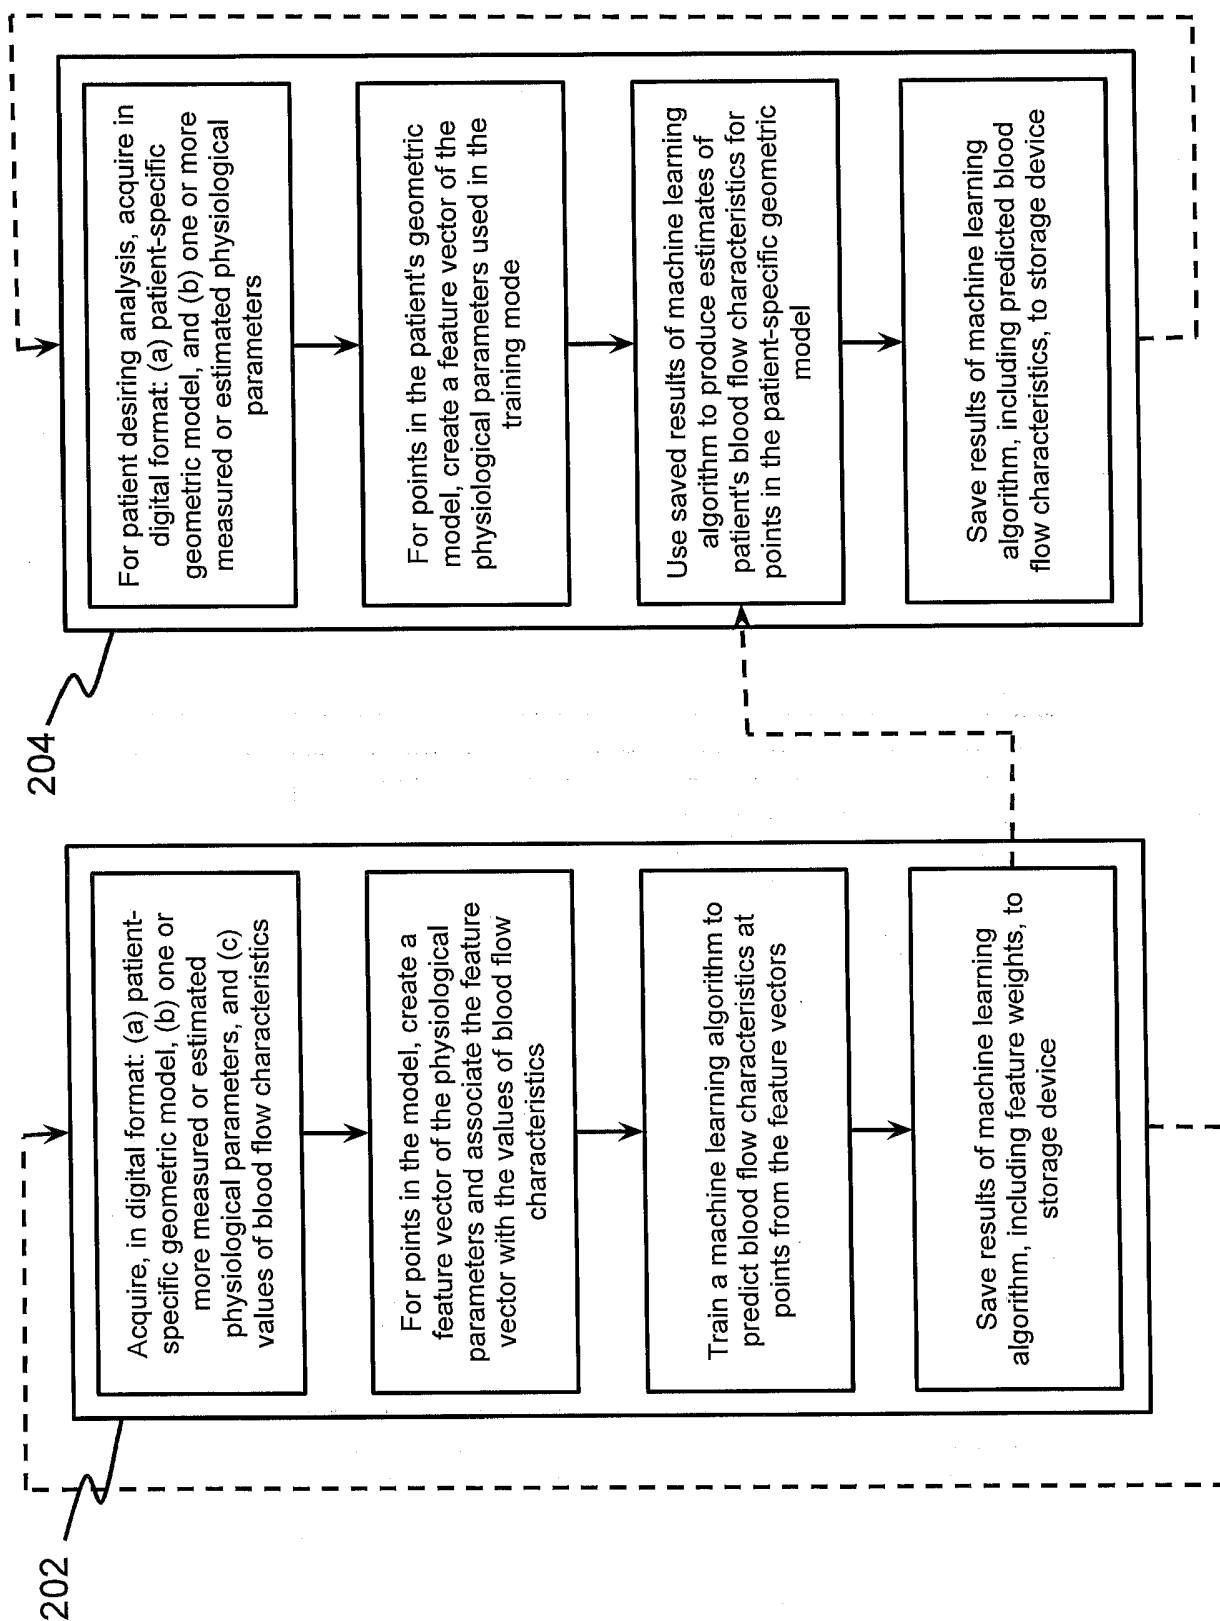 202
Acquire, in digital format: (a) patient-
specific geometric model, (b) one or
more measured or estimated
physiological parameters, and (c)
values of blood flow characteristics
For points in the model, create a
feature vector of the physiological
parameters and associate the feature
vector with the values of blood flow
characteristics
Train a machine learning algorithm to
predict blood flow characteristics at
points from the feature vectors
Save results of machine learning
algorithm, including feature weights, to
storage device
204
For patient desiring analysis, acquire in
digital format: (a) patient-specific
geometric model, and (b) one or more
measured or estimated physiological
parameters
For points in the patient's geometric
model, create a feature vector of the
physiological parameters used in the
training mode
Use saved results of machine learning
algorithm to produce estimates of
patient's blood flow characteristics for
points in the patient-specific geometric
model
Save results of machine learning
algorithm, including predicted blood
flow characteristics, to storage device